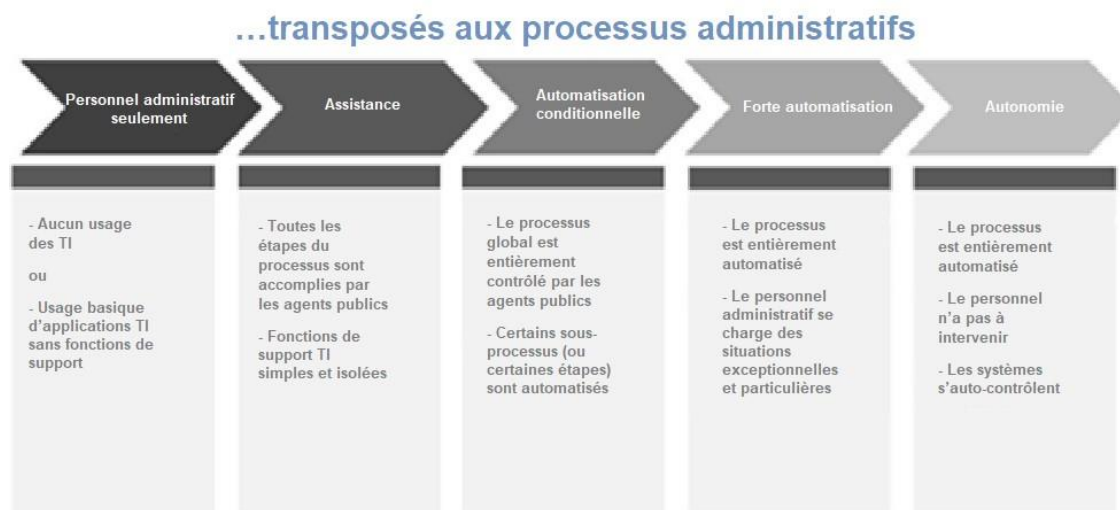 …transposés aux processus administratifs
Personnel administratif
seulement
Assistance
Automatisation
conditionnelle
Forte automatisation
Autonomie
- Aucun usage
des TI
ou
- Usage basique
d’applications TI
sans fonctions de
support
- Toutes les
étapes du
processus sont
accomplies par
les agents publics
- Fonctions de
support TI
simples et isolées
- Le processus
global est
entièrement
contrôlé par les
agents publics
- Certains sous-
processus (ou
certaines étapes)
sont automatisés
- Le processus
est entièrement
automatisé
- Le personnel
administratif se
charge des
situations
exceptionnelles
et particulières
- Le processus
est entièrement
automatisé
- Le personnel
n’a pas à
intervenir
- Les systèmes
s’auto-contrôlent